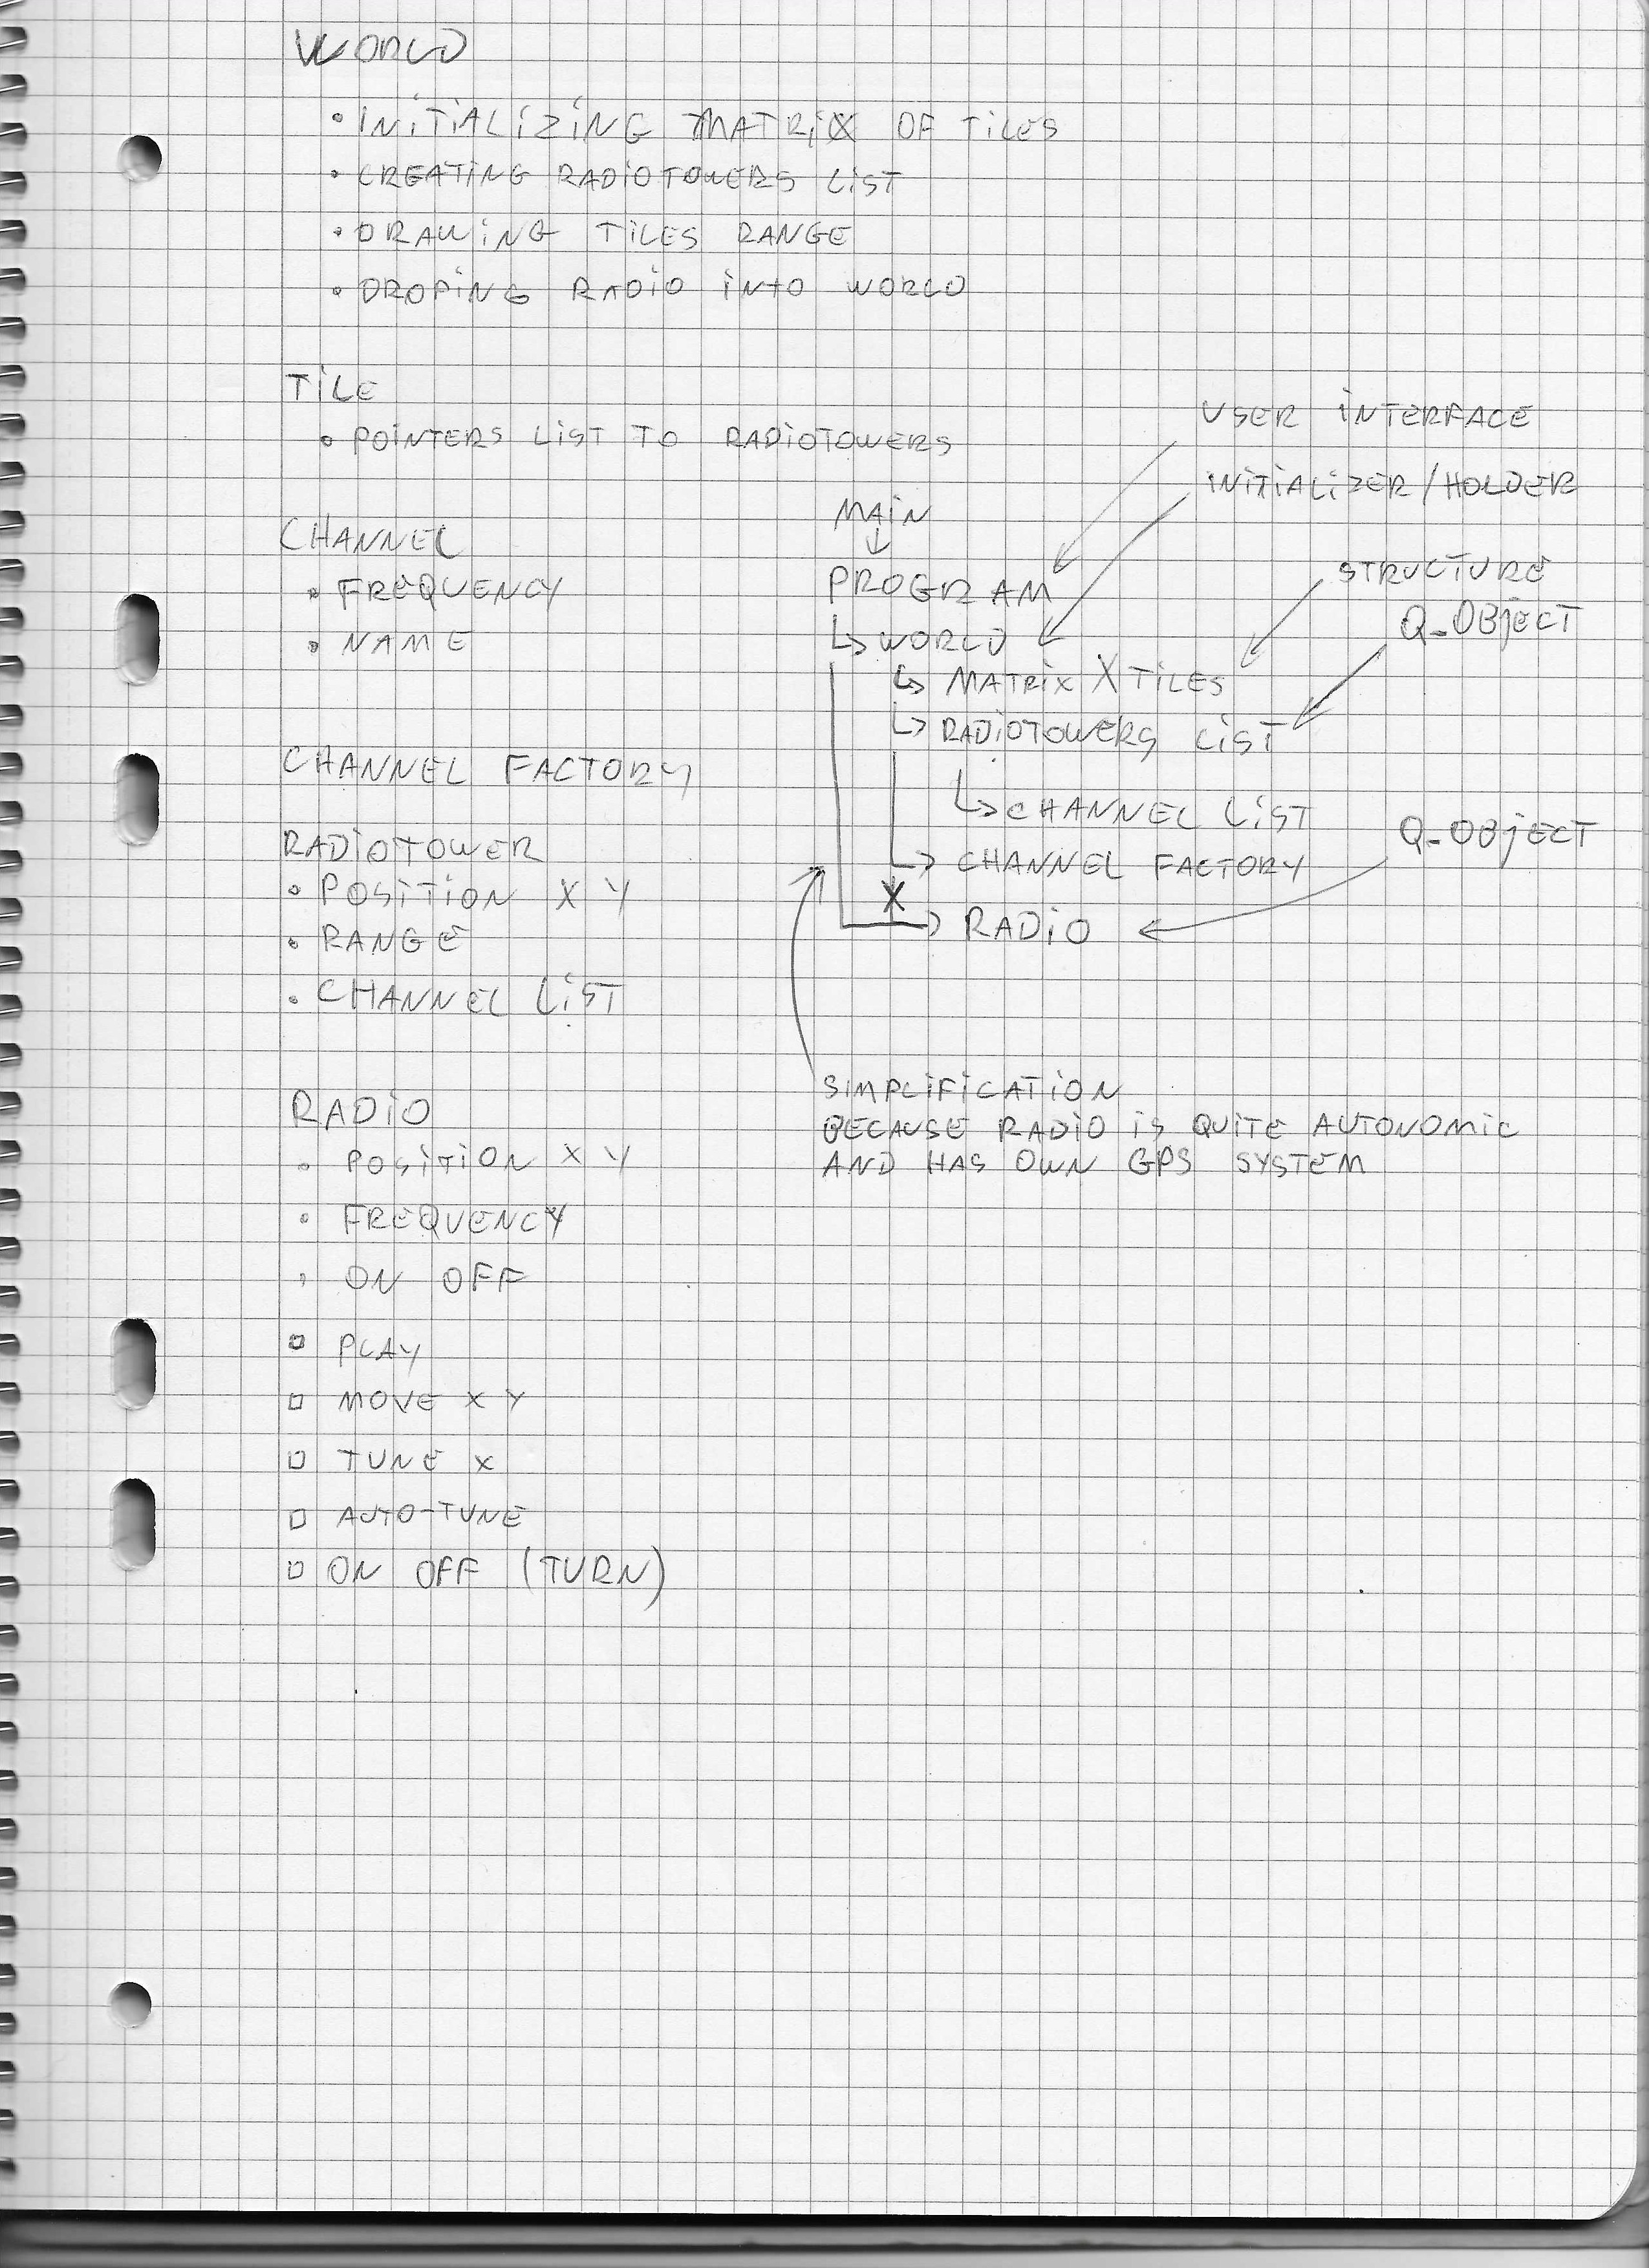 WORLD
• INITIALIZING MATRIX OF TILES
• CREATING RADIOTOWERS LIST
• DRAWING TILES RANGE
• DROPING RADIO INTO WORLD
TILE
• POINTERS LIST TO RADIOTOWERS
CHANNEL
• FREQUENCY
• NAME
CHANNEL FACTORY
RADIOTOWER
• POSITION X Y
• RANGE
• CHANNEL LIST
RADIO
• POSITION X Y
• FREQUENCY
• ON OFF
□ PLAY
□ MOVE X Y
□ TUNE X
□ AUTO-TUNE
□ ON OFF (TURN)
USER INTERFACE
INITIALIZER/HOLDER
STRUCTURE
Q_OBJECT
MAIN
↓
PROGRAM
↳ WORLD
↳ MATRIX X TILES
↳ RADIOTOWERS LIST
↳ CHANNEL LIST
↳ CHANNEL FACTORY
X
RADIO
Q_OBJECT
SIMPLIFICATION
BECAUSE RADIO IS QUITE AUTONOMIC
AND HAS OWN GPS SYSTEM